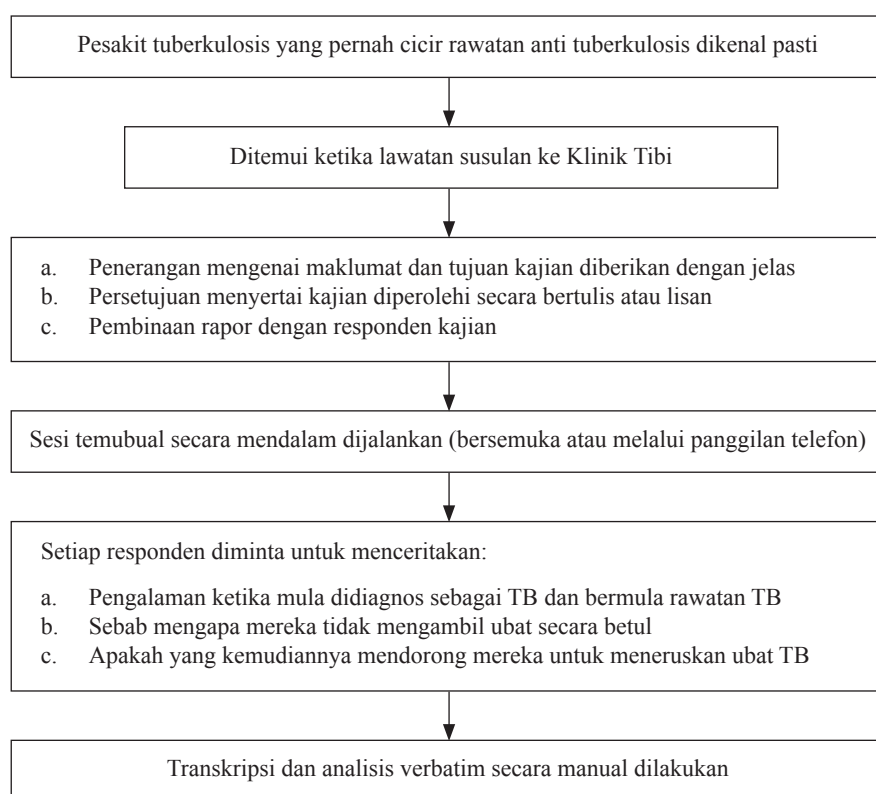 Pesakit tuberkulosis yang pernah cicir rawatan anti tuberkulosis dikenal pasti
Ditemui ketika lawatan susulan ke Klinik Tibi
a. Penerangan mengenai maklumat dan tujuan kajian diberikan dengan jelas
b. Persetujuan menyertai kajian diperolehi secara bertulis atau lisan
c. Pembinaan rapor dengan responden kajian
Sesi temubual secara mendalam dijalankan (bersemuka atau melalui panggilan telefon)
Setiap responden diminta untuk menceritakan:
a. Pengalaman ketika mula didiagnos sebagai TB dan bermula rawatan TB
b. Sebab mengapa mereka tidak mengambil ubat secara betul
c. Apakah yang kemudiannya mendorong mereka untuk meneruskan ubat TB
Transkripsi dan analisis verbatim secara manual dilakukan